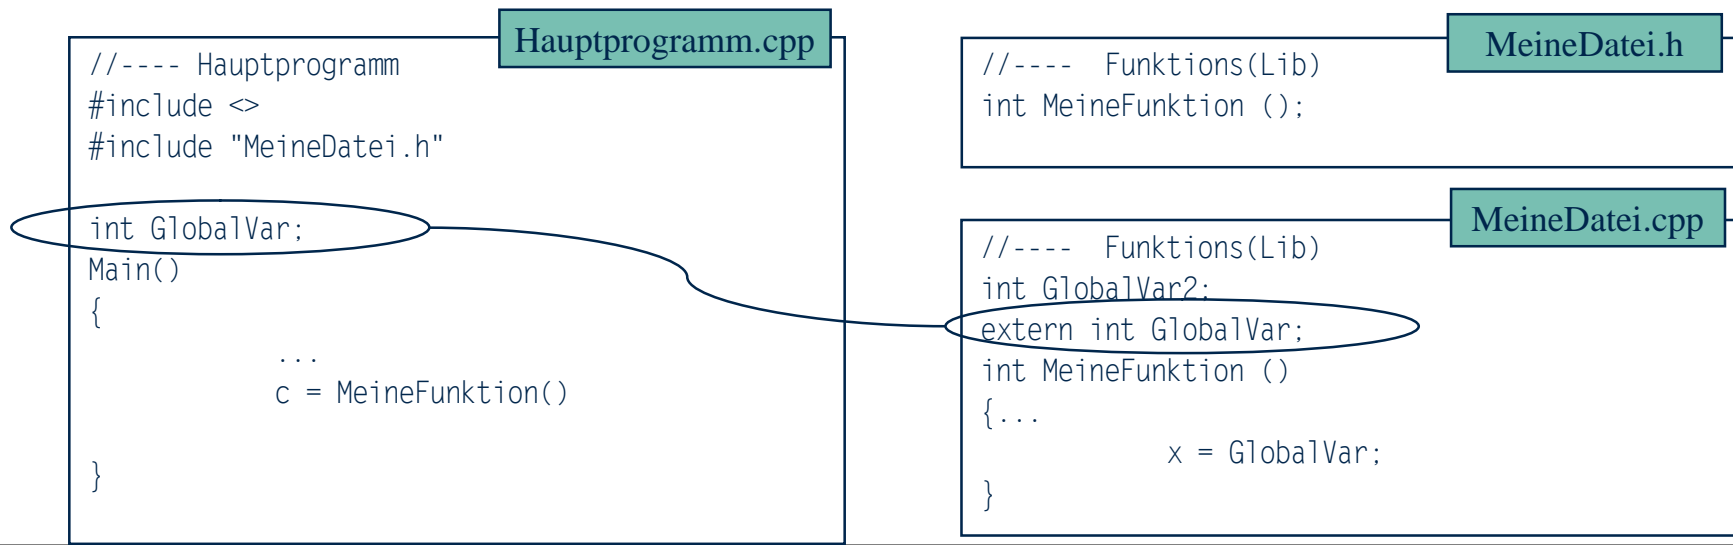 Hauptprogramm.cpp
//---- Hauptprogramm
#include <>
#include "MeineDatei.h"
int GlobalVar;
Main()
{
...
c = MeineFunktion()
}
MeineDatei.h
//---- Funktions(Lib)
int MeineFunktion ();
MeineDatei.cpp
//---- Funktions(Lib)
int GlobalVar2;
extern int GlobalVar;
int MeineFunktion ()
{...
x = GlobalVar;
}